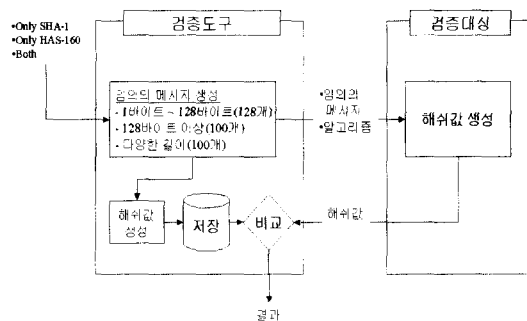 검증도구
검증대상
•Only SHA-1
•Only HAS-160
•Both
임의의 메시지 생성
- 1바이트 ~ 128바이트(128개)
- 128바이트 이상(100개)
- 다양한 길이(100개)
•임의의
메시지
•알고리즘
해쉬값 생성
해쉬값
생성
저장
비교
해쉬값
결과